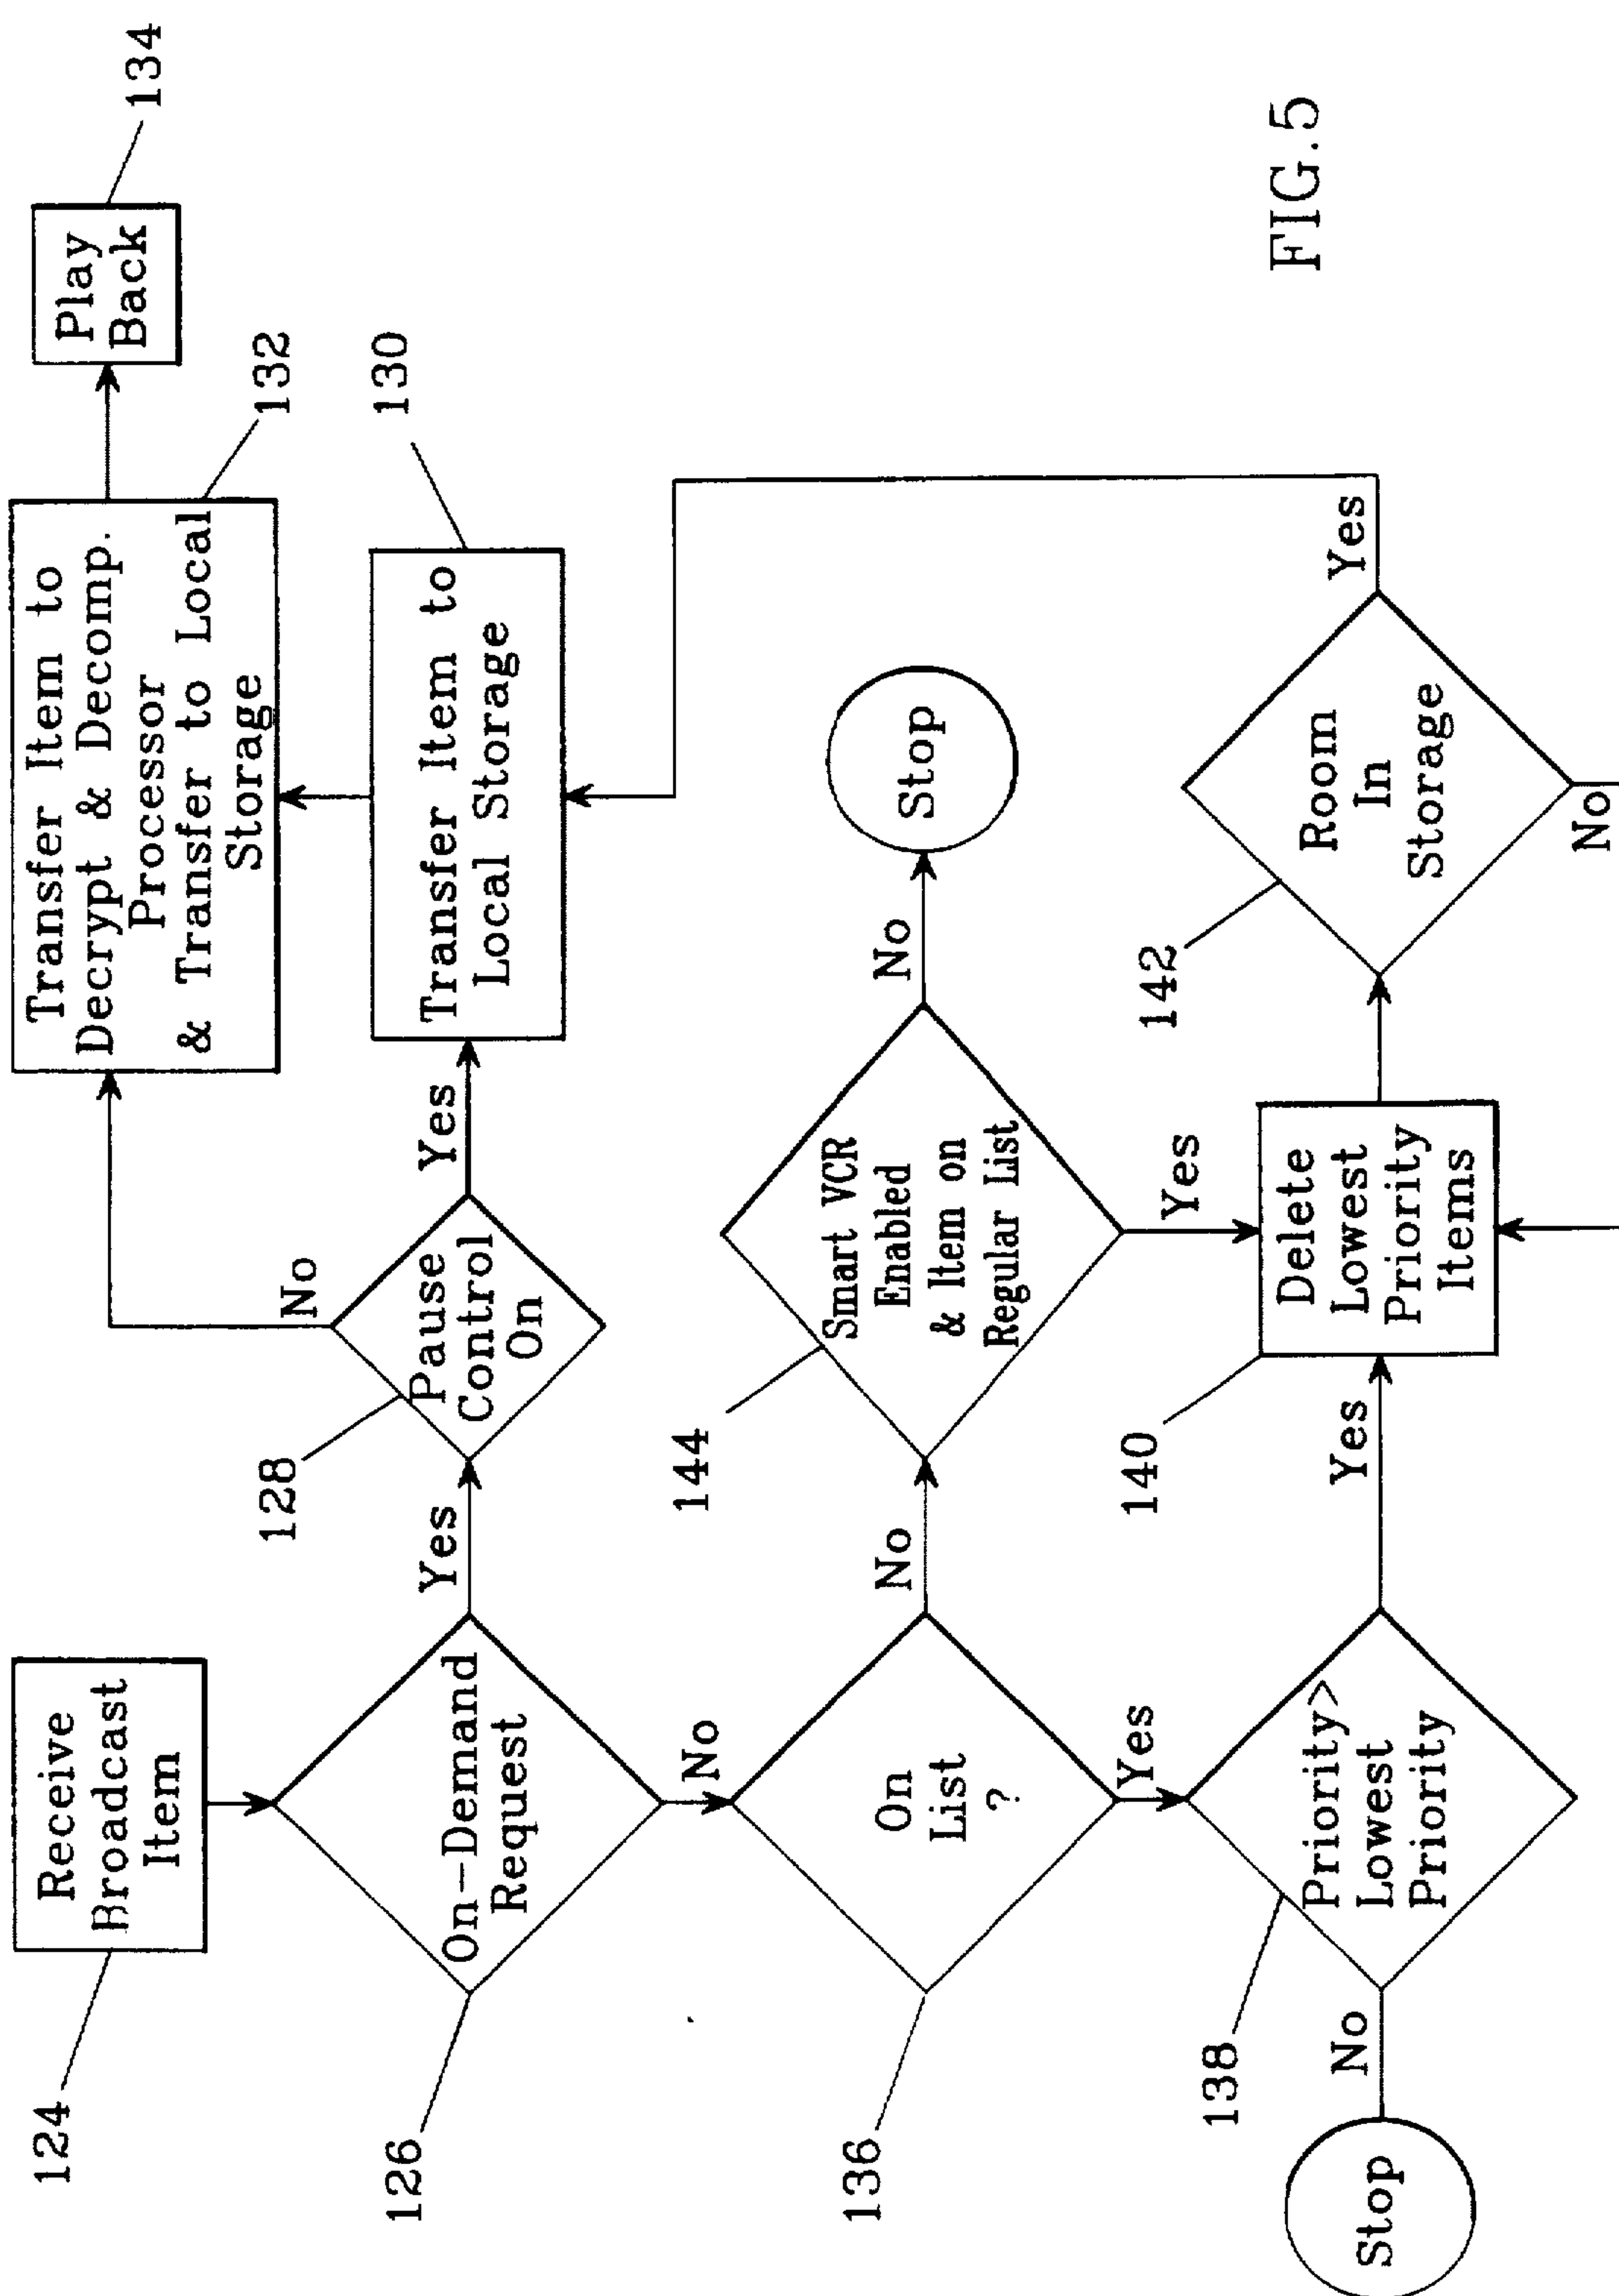 124
Receive
Broadcast
Item
126
On-Demand
Request
Yes
No
128
Pause
Control
On
No
Yes
Transfer Item to
Decrypt & Decomp.
Processor
& Transfer to Local
Storage
132
Play
Back
134
Transfer Item to
Local Storage
130
136
On
List
?
No
Yes
144
Smart VCR
Enabled
& Item on
Regular List
No
Stop
Yes
Stop
No
138
Priority>
Lowest
Priority
Yes
140
Delete
Lowest
Priority
Items
142
Room
In
Storage
Yes
No
FIG.5